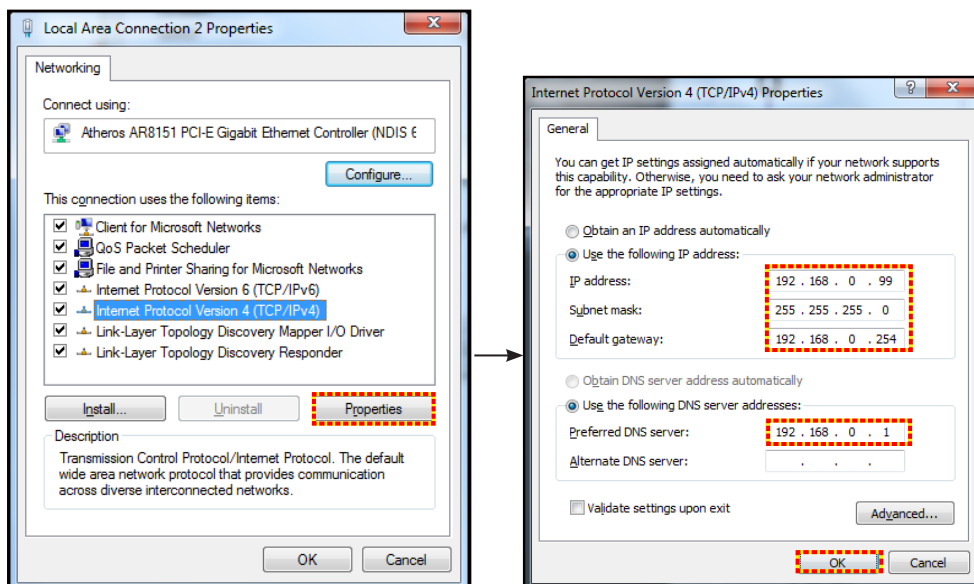 Local Area Connection 2 Properties
Networking
Connect using:
Atheros AR8151 PCI-E Gigabit Ethernet Controller (NDIS 6
Configure...
This connection uses the following items:
Client for Microsoft Networks
QoS Packet Scheduler
File and Printer Sharing for Microsoft Networks
Internet Protocol Version 6 (TCP/IPv6)
Internet Protocol Version 4 (TCP/IPv4)
Link-Layer Topology Discovery Mapper I/O Driver
Link-Layer Topology Discovery Responder
Install...
Uninstall
Properties
Description
Transmission Control Protocol/Internet Protocol. The default
wide area network protocol that provides communication
across diverse interconnected networks.
OK
Cancel
Internet Protocol Version 4 (TCP/IPv4) Properties
General
You can get IP settings assigned automatically if your network supports
this capability. Otherwise, you need to ask your network administrator
for the appropriate IP settings.
Obtain an IP address automatically
Use the following IP address:
IP address: 192 . 168 . 0 . 99
Subnet mask: 255 . 255 . 255 . 0
Default gateway: 192 . 168 . 0 . 254
Obtain DNS server address automatically
Use the following DNS server addresses:
Preferred DNS server: 192 . 168 . 0 . 1
Alternate DNS server: . . .
Validate settings upon exit
Advanced...
OK
Cancel